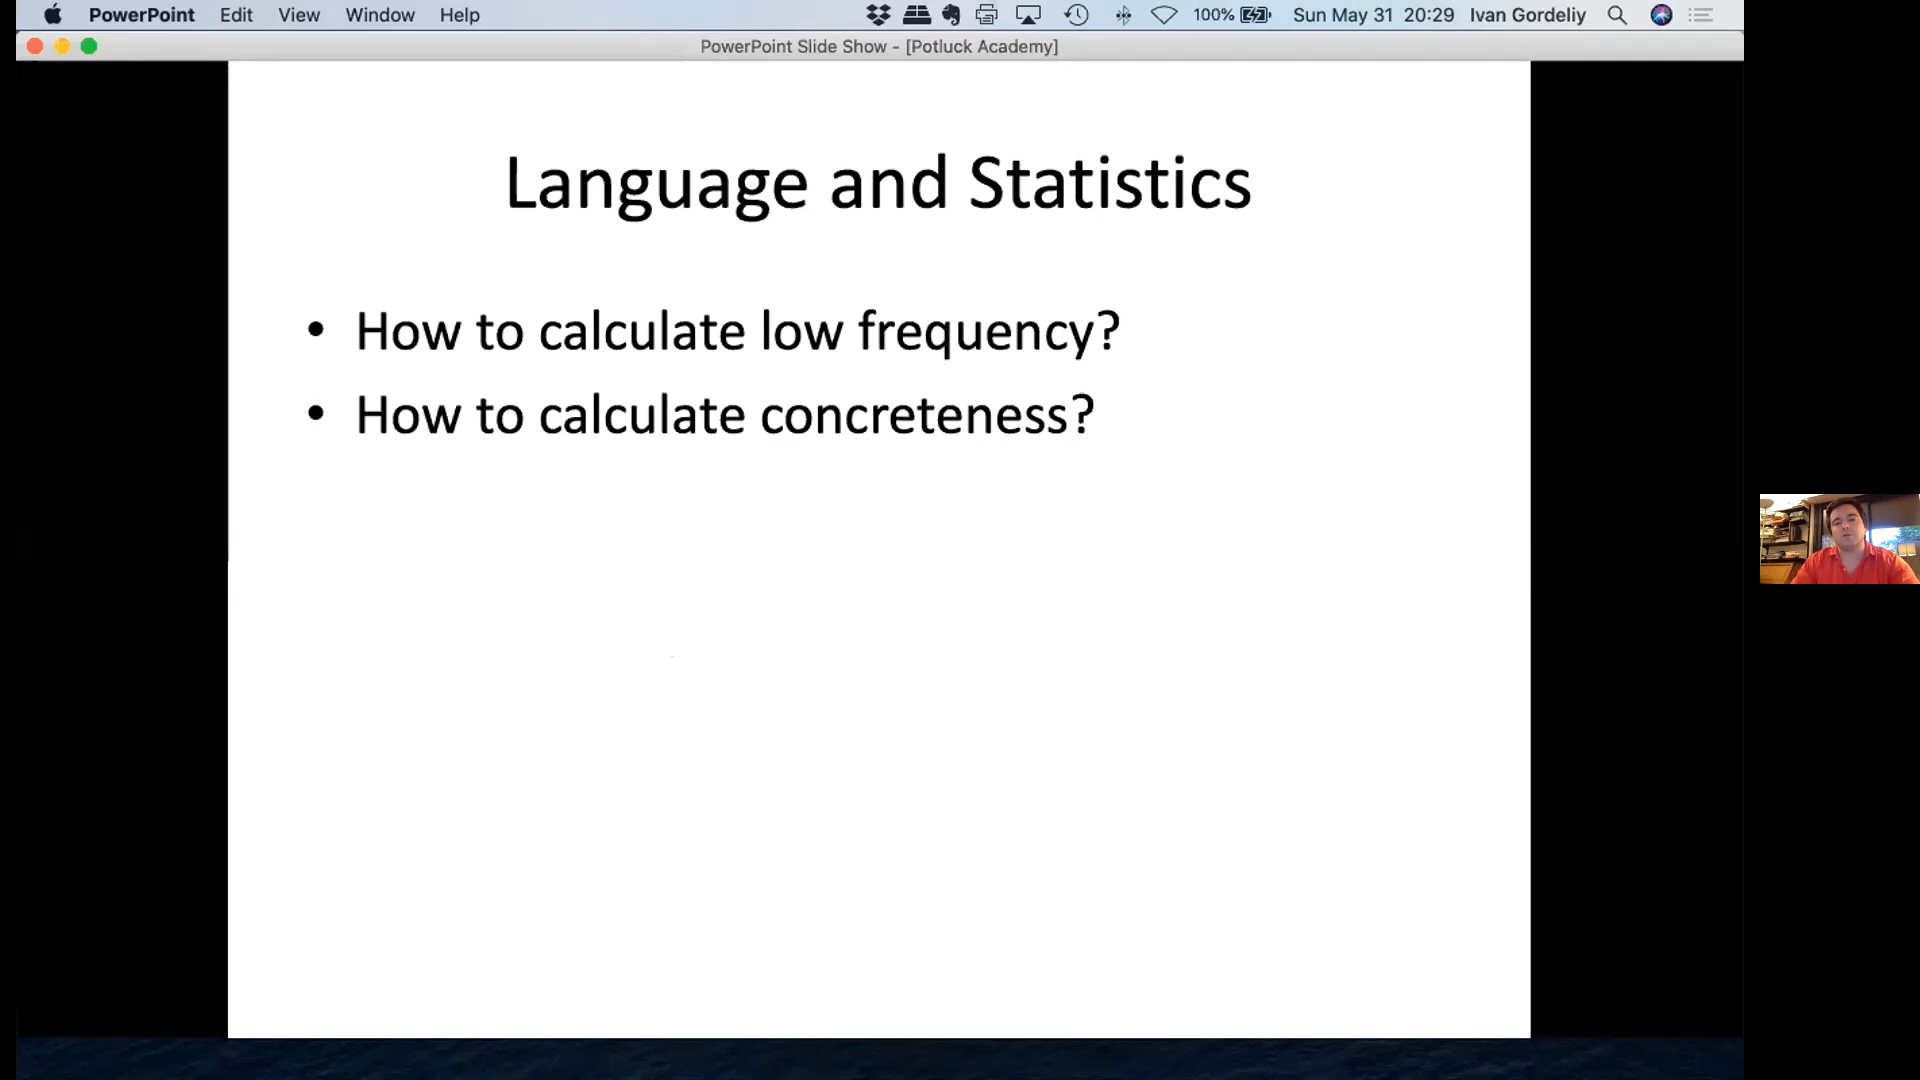 PowerPoint Edit View Window Help 100% Sun May 31 20:29 Ivan Gordeliy
PowerPoint Slide Show - [Potluck Academy]
Language and Statistics
• How to calculate low frequency?
• How to calculate concreteness?